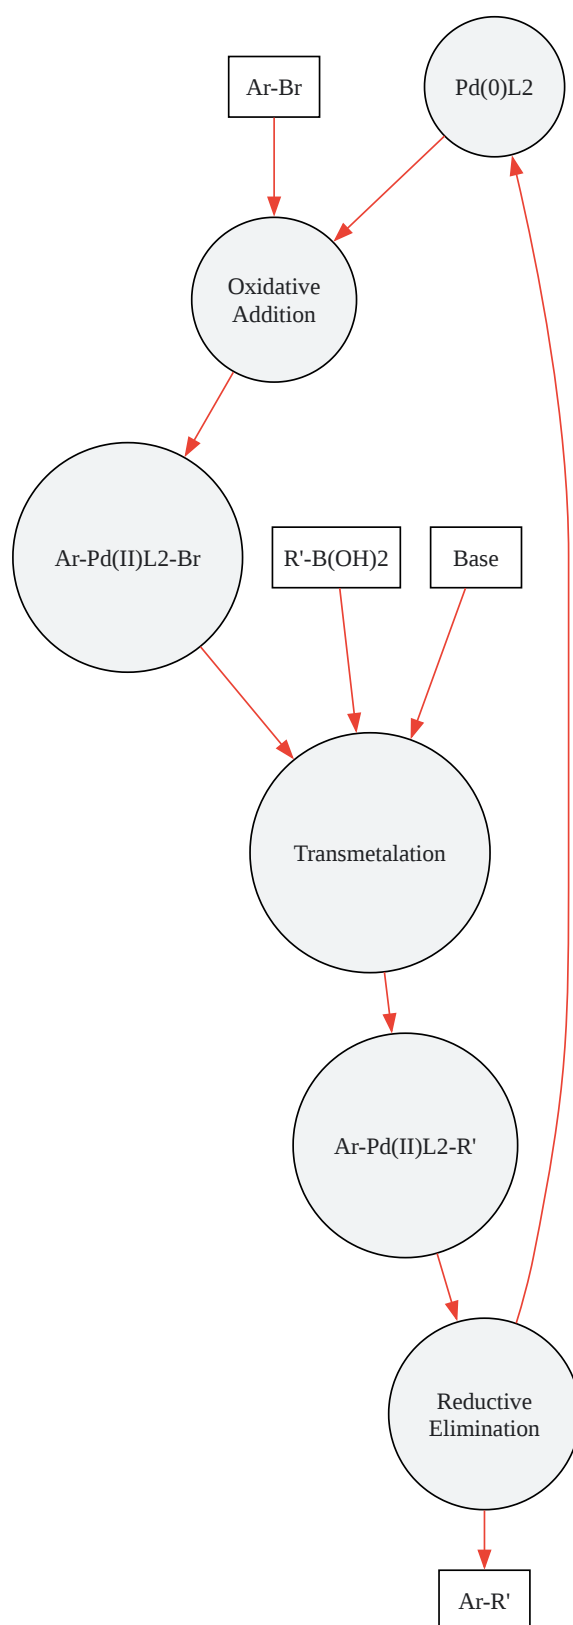 Ar-Br
Pd(0)L2
Oxidative
Addition
Ar-Pd(II)L2-Br
R'-B(OH)2
Base
Transmetalation
Ar-Pd(II)L2-R'
Reductive
Elimination
Ar-R'